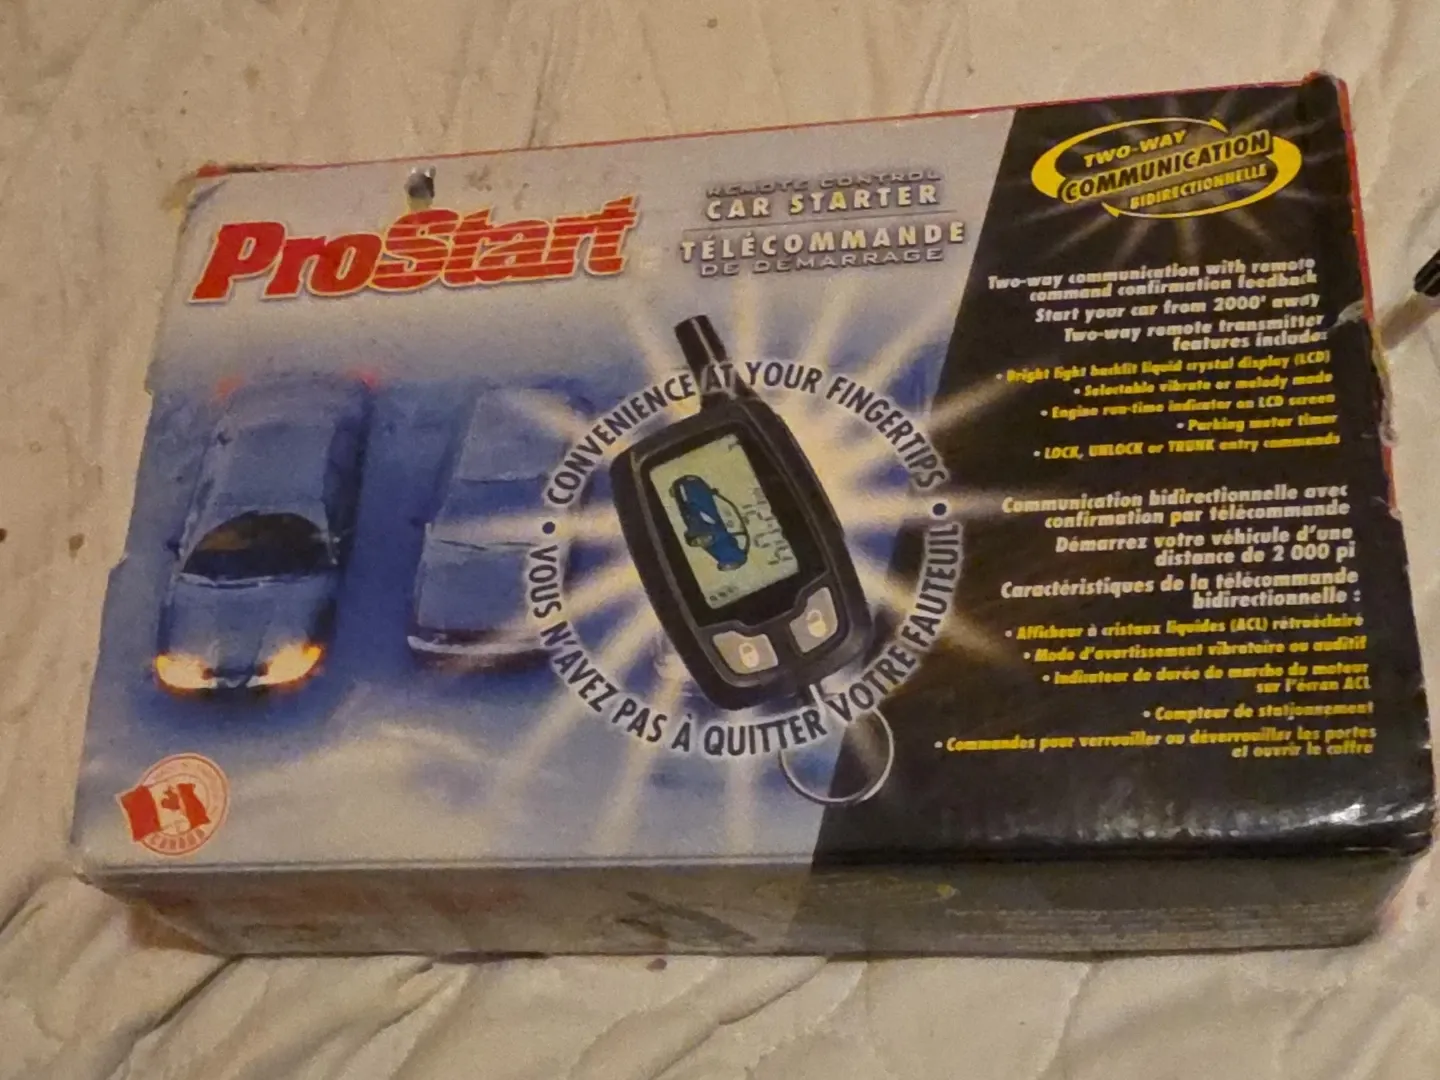 ProStart
REMOTE CONTROL
CAR STARTER
TÉLÉCOMMANDE
DE DÉMARRAGE
TWO-WAY
COMMUNICATION
BIDIRECTIONNELLE
Two-way communication with remote
command confirmation feedback
Start your car from 2000' away
Two-way remote transmitter
features include:
• Bright light backlit liquid crystal display (LCD)
• Selectable vibrate or melody mode
• Engine run-time indicator on LCD screen
• Parking meter timer
• LOCK, UNLOCK or TRUNK entry commands
Communication bidirectionnelle avec
confirmation par télécommande
Démarrez votre véhicule d'une
distance de 2 000 pi
Caractéristiques de la télécommande
bidirectionnelle :
• Afficheur à cristaux liquides (ACL) rétroéclairé
• Mode d'avertissement vibratoire ou auditif
• Indicateur de durée de marche du moteur
sur l'écran ACL
• Compteur de stationnement
• Commandes pour verrouiller ou déverrouiller les portes
et ouvrir le coffre
• CONVENIENCE AT YOUR FINGERTIPS •
VOUS N'AVEZ PAS À QUITTER VOTRE FAUTEUIL
CANADA